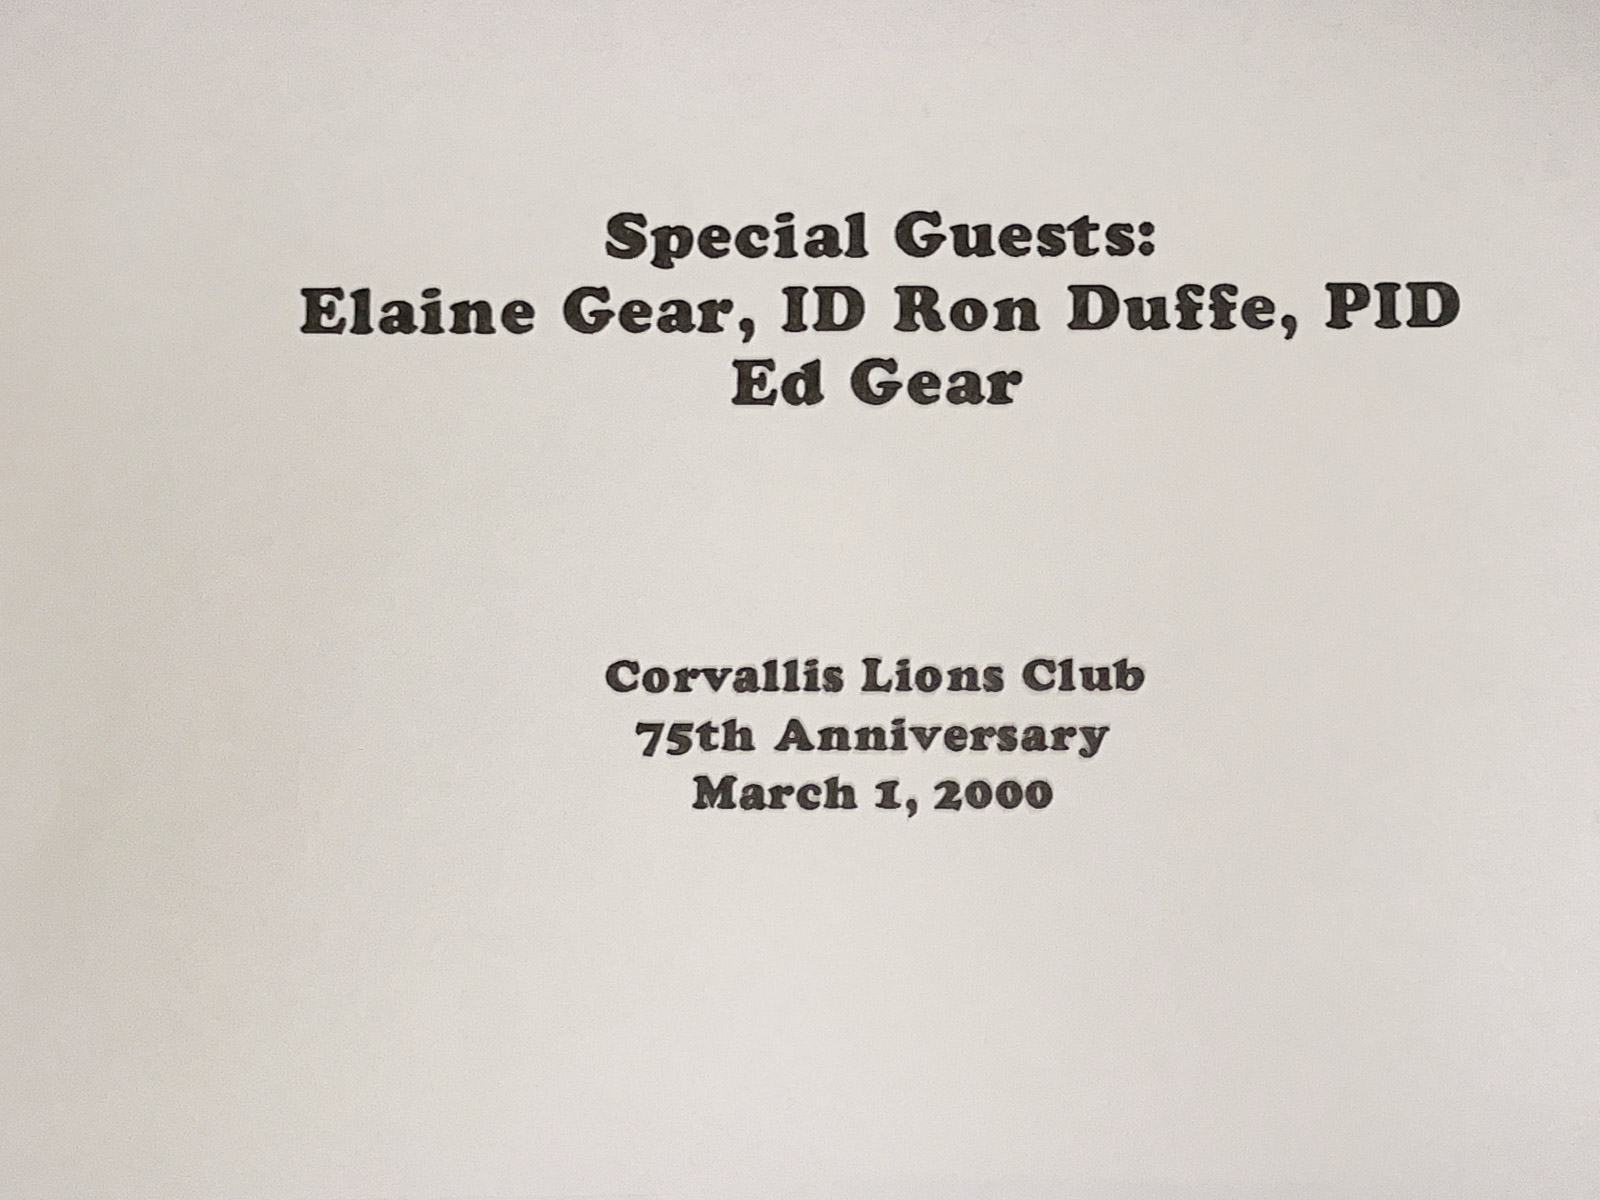 Special Guests:
Elaine Gear, ID Ron Duffe, PID
Ed Gear
Corvallis Lions Club
75th Anniversary
March 1, 2000